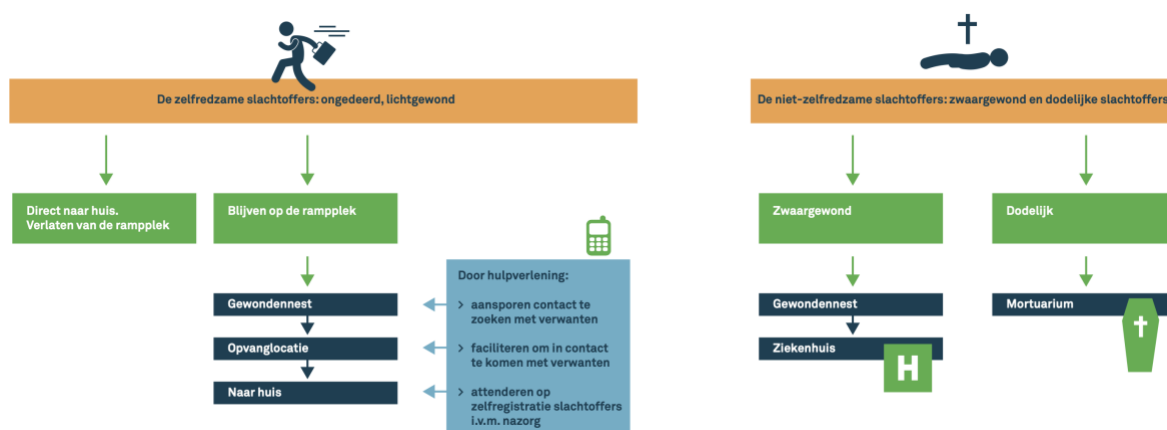 De zelfredzame slachtoffers: ongedeerd, lichtgewond
Direct naar huis.
Verlaten van de rampplek
Blijven op de rampplek
Gewondennest
Opvanglocatie
Naar huis
Door hulpverlening:
> aansporen contact te
zoeken met verwanten
> faciliteren om in contact
te komen met verwanten
> attenderen op
zelfregistratie slachtoffers
i.v.m. nazorg
De niet-zelfredzame slachtoffers: zwaargewond en dodelijke slachtoffers
Zwaargewond
Gewondennest
Ziekenhuis
H
Dodelijk
Mortuarium